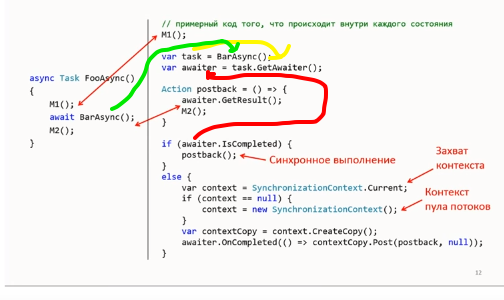 // примерный код того, что происходит внутри каждого состояния
M1();
var task = BarAsync();
var awaiter = task.GetAwaiter();
Action postback = () => {
awaiter.GetResult();
M2();
}
if (awaiter.IsCompleted) {
postback();
Синхронное выполнение
}
else {
var context = SynchronizationContext.Current;
if (context == null) {
context = new SynchronizationContext();
}
var contextCopy = context.CreateCopy();
awaiter.OnCompleted(() => contextCopy.Post(postback, null));
}
async Task FooAsync()
{
M1();
await BarAsync();
M2();
}
Захват
контекста
Контекст
пула потоков
12